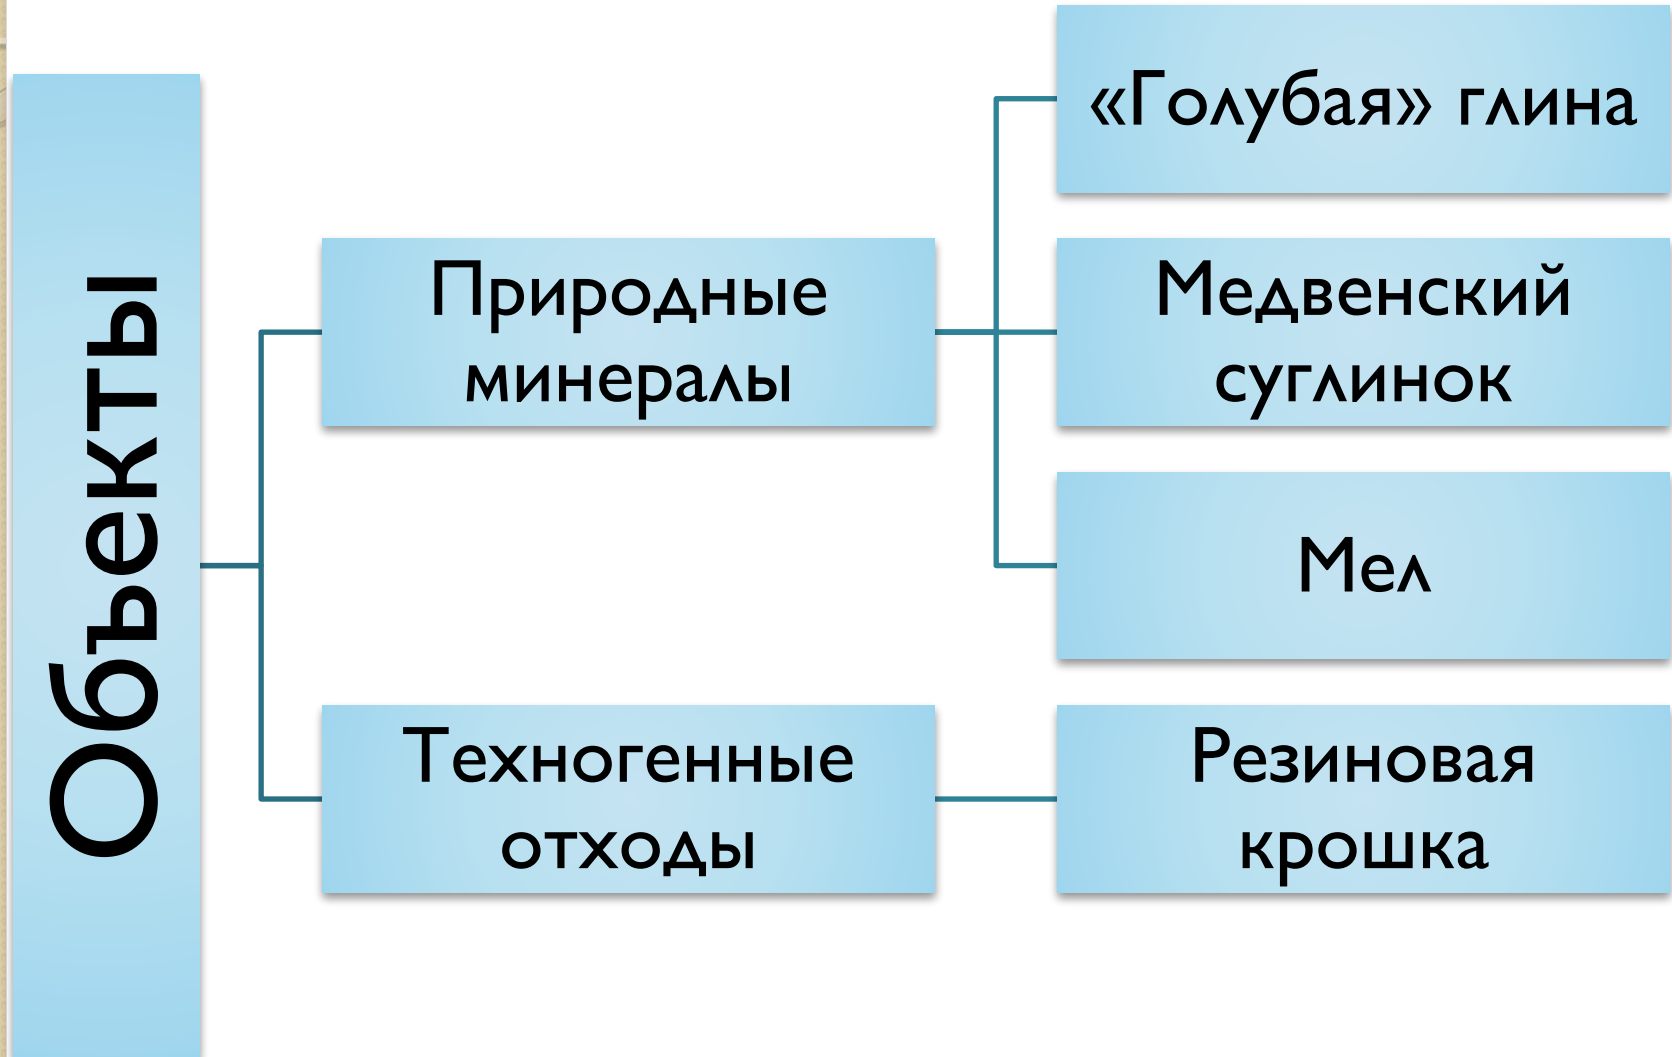 Объекты
Природные
минералы
«Голубая» глина
Медвенский
суглинок
Мел
Техногенные
отходы
Резиновая
крошка